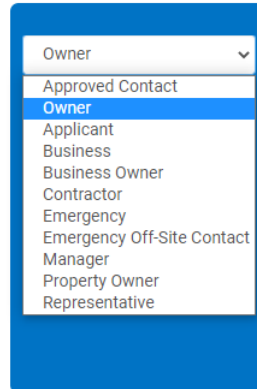 Owner
Approved Contact
Owner
Applicant
Business
Business Owner
Contractor
Emergency
Emergency Off-Site Contact
Manager
Property Owner
Representative